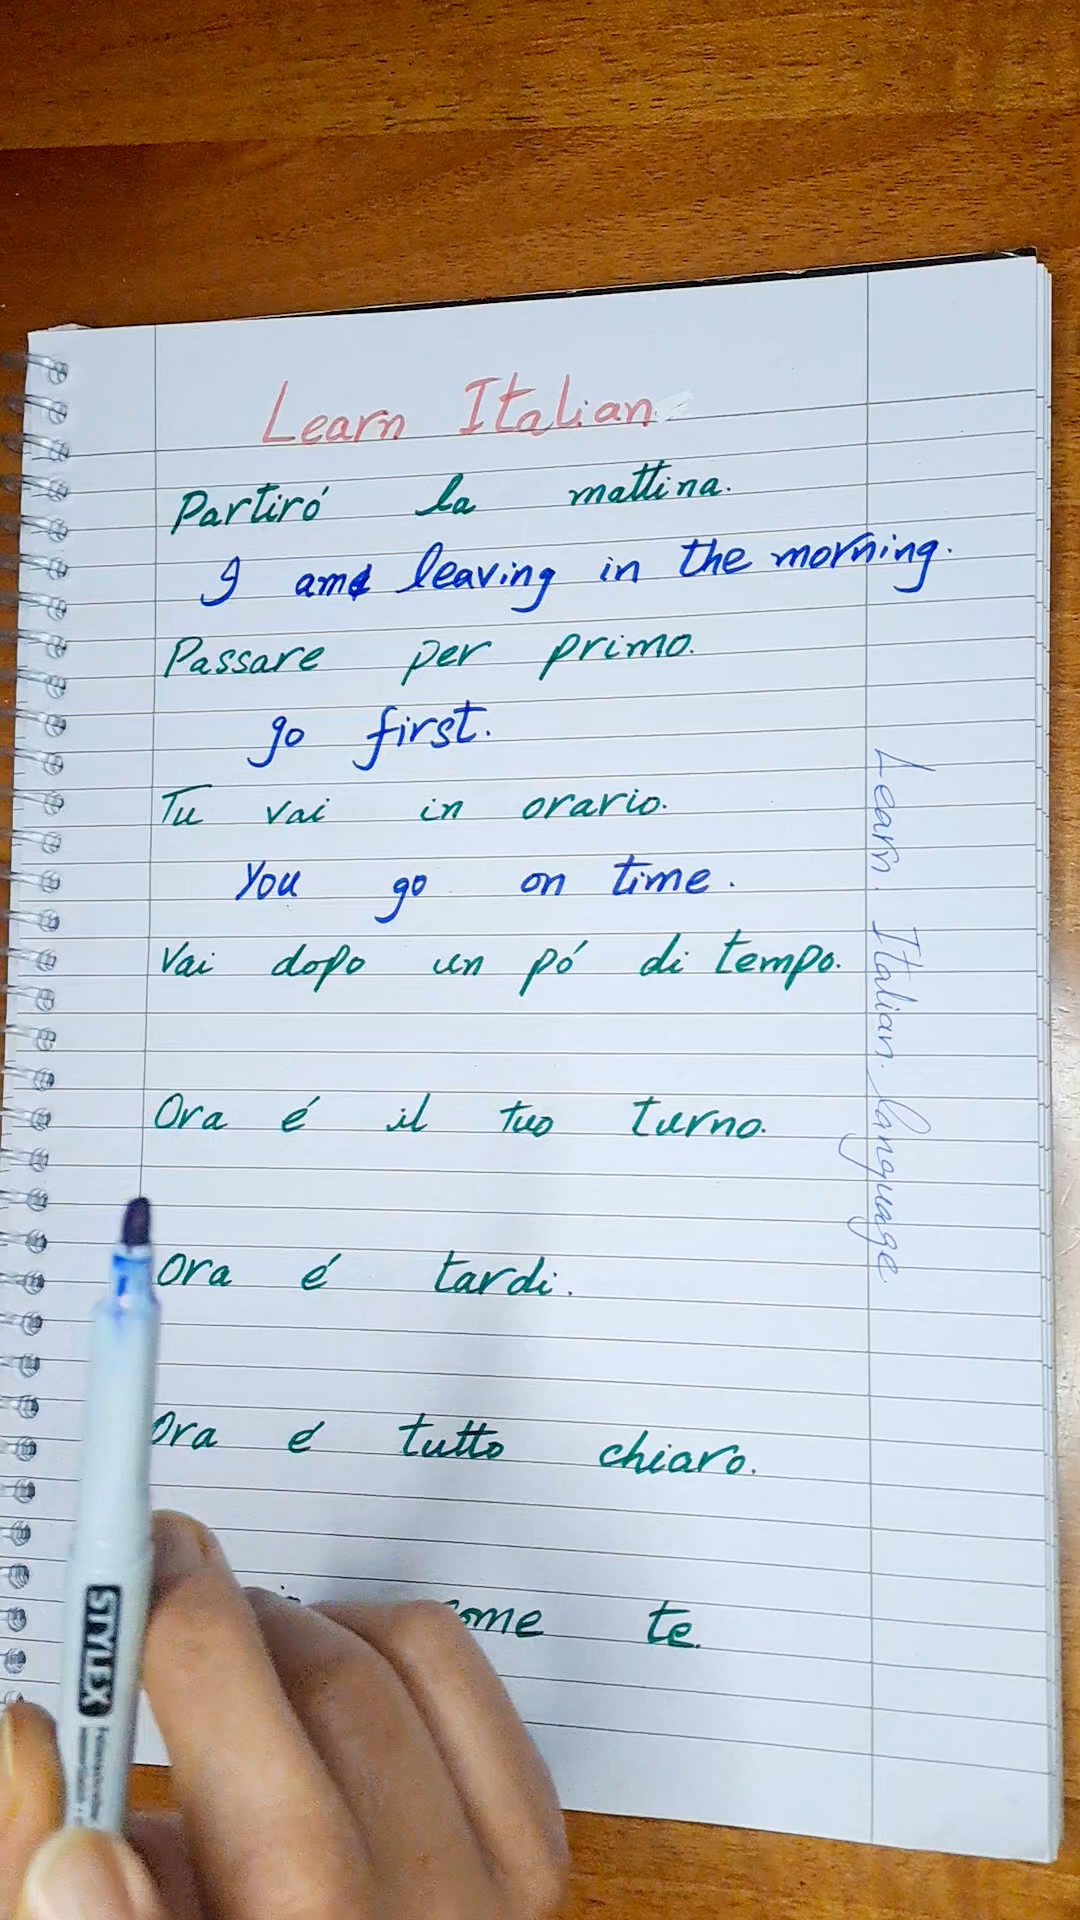 Learn Italian
Partiró la mattina.
I am leaving in the morning.
Passare per primo.
go first.
Tu vai in orario.
You go on time.
Vai dopo un pó di tempo.
Ora é il tuo turno.
Ora é tardi.
Ora é tutto chiaro.
te.
Learn Italian language
STYLEX